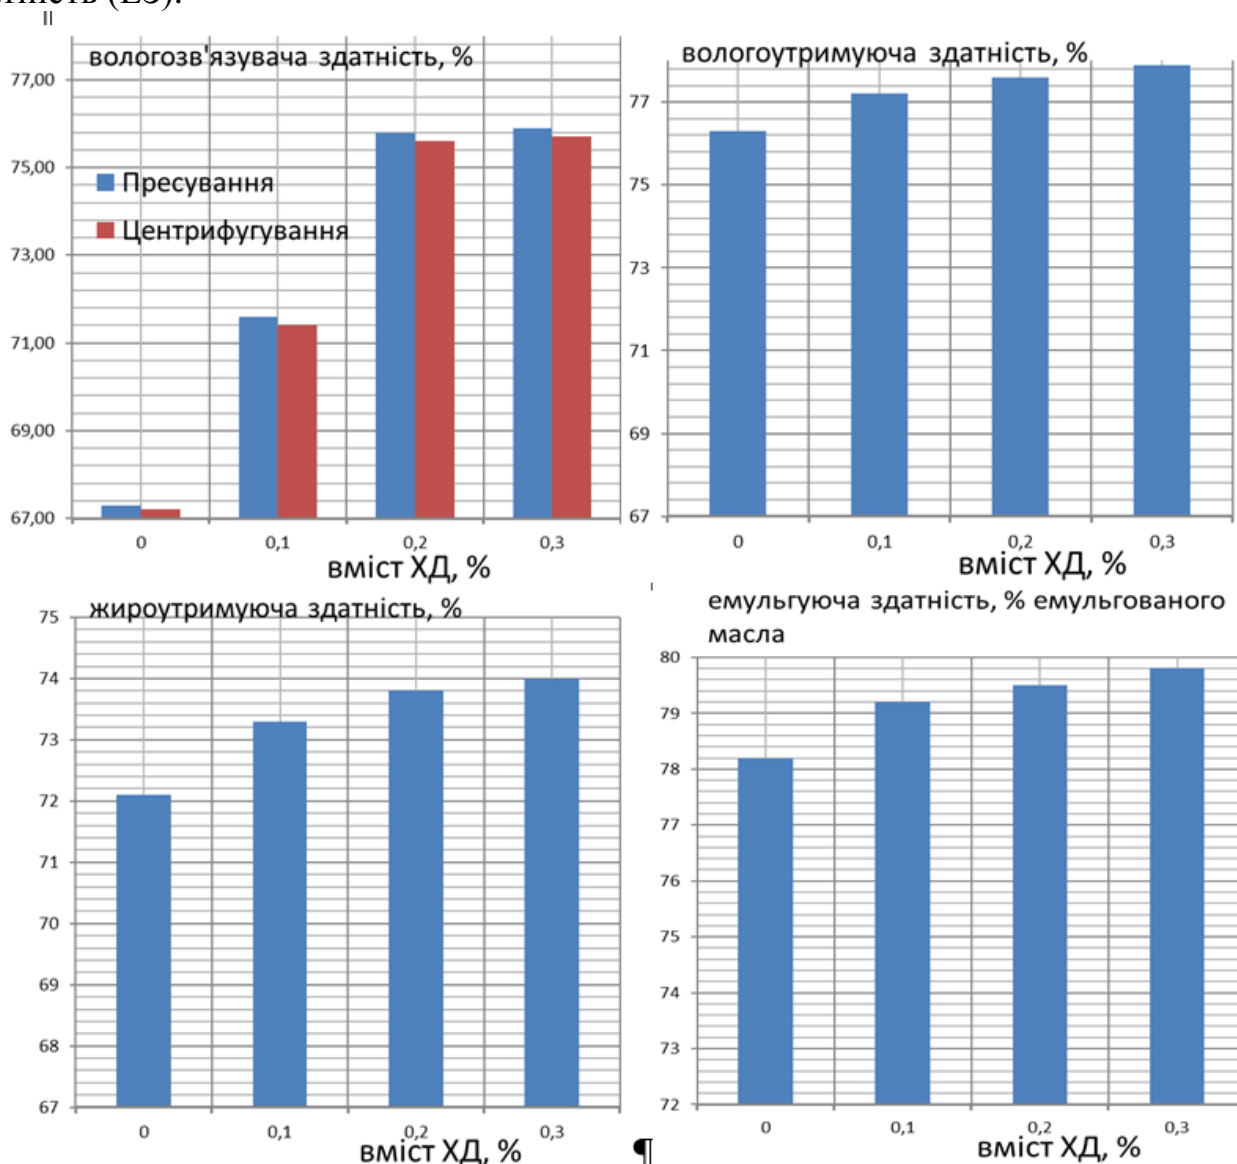 (ЕЗ).
вологозв'язувача здатність, %
77,00
75,00
73,00
71,00
69,00
67,00
Пресування
Центрифугування
0 0,1 0,2 0,3
вміст ХД, %
вологоутримуюча здатність, %
77
75
73
71
69
67
0 0,1 0,2 0,3
вміст ХД, %
жироутримуюча здатність, %
75
74
73
72
71
70
69
68
67
0 0,1 0,2 0,3
вміст ХД, %
¶
емульгуюча здатність, % емульгованого
масла
80
79
78
77
76
75
74
73
72
0 0,1 0,2 0,3
вміст ХД, %